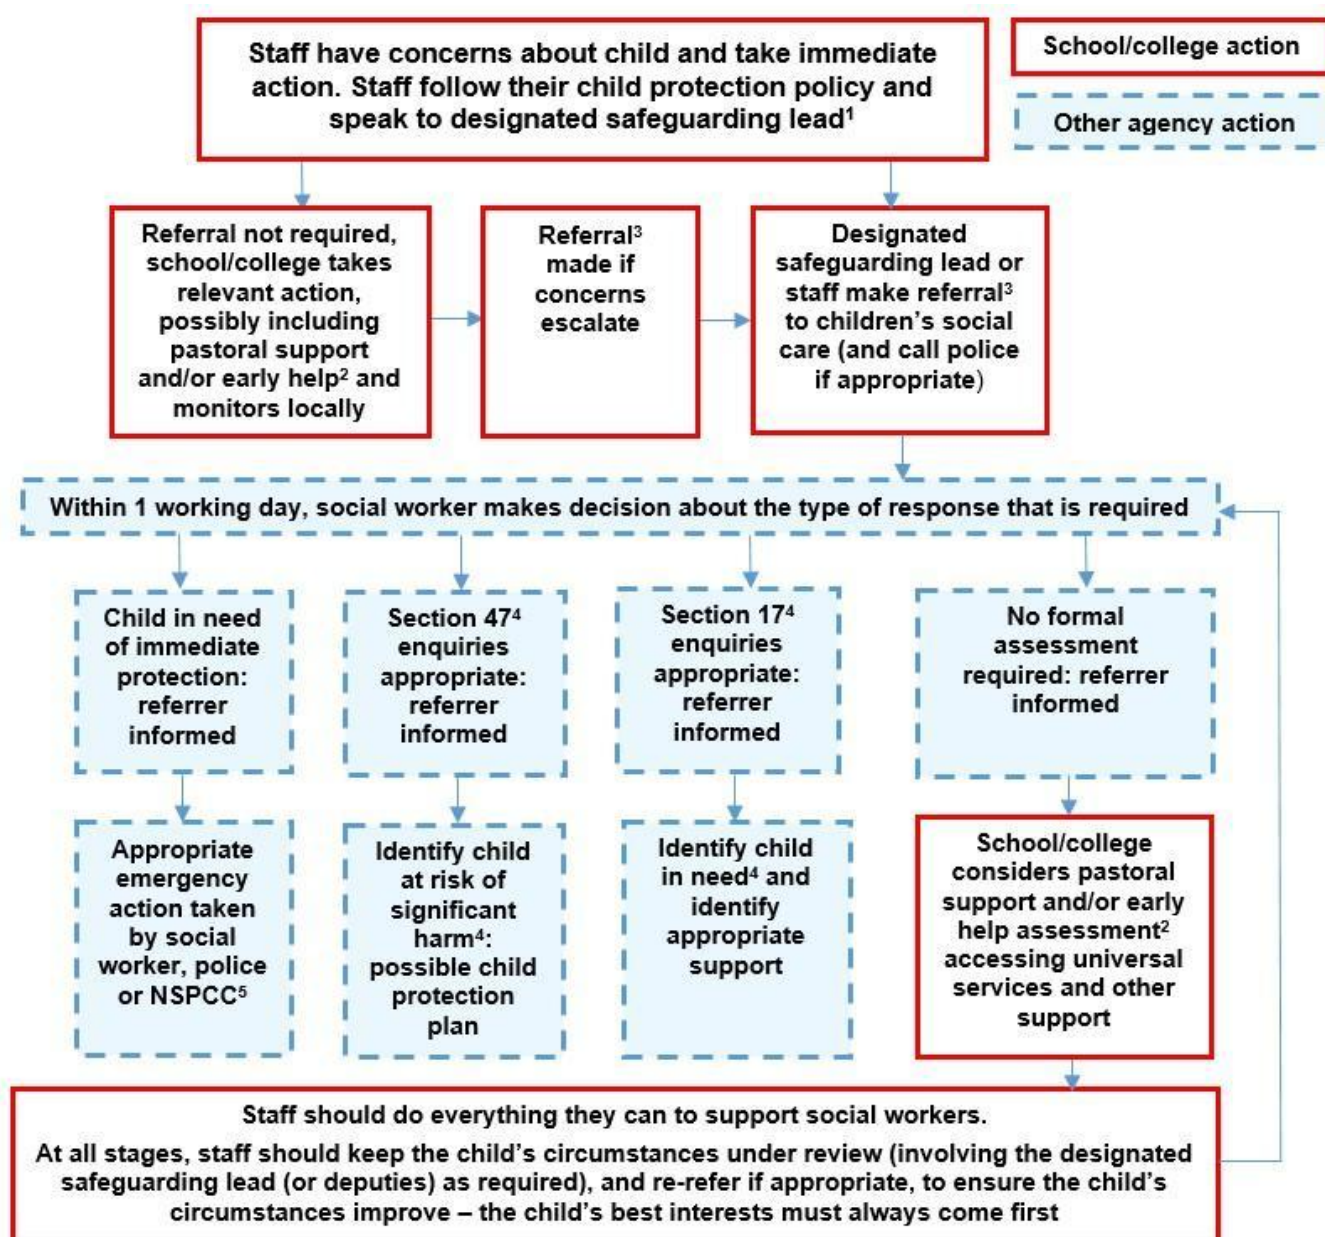 Staff have concerns about child and take immediate
action. Staff follow their child protection policy and
speak to designated safeguarding lead¹
School/college action
Other agency action
Referral not required,
school/college takes
relevant action,
possibly including
pastoral support
and/or early help² and
monitors locally
Referral³
made if
concerns
escalate
Designated
safeguarding lead or
staff make referral³
to children’s social
care (and call police
if appropriate)
Within 1 working day, social worker makes decision about the type of response that is required
Child in need
of immediate
protection:
referrer
informed
Section 47⁴
enquiries
appropriate:
referrer
informed
Section 17⁴
enquiries
appropriate:
referrer
informed
No formal
assessment
required: referrer
informed
Appropriate
emergency
action taken
by social
worker, police
or NSPCC⁵
Identify child
at risk of
significant
harm⁴:
possible child
protection
plan
Identify child
in need⁴ and
identify
appropriate
support
School/college
considers pastoral
support and/or early
help assessment²
accessing universal
services and other
support
Staff should do everything they can to support social workers.
At all stages, staff should keep the child’s circumstances under review (involving the designated
safeguarding lead (or deputies) as required), and re-refer if appropriate, to ensure the child’s
circumstances improve – the child’s best interests must always come first